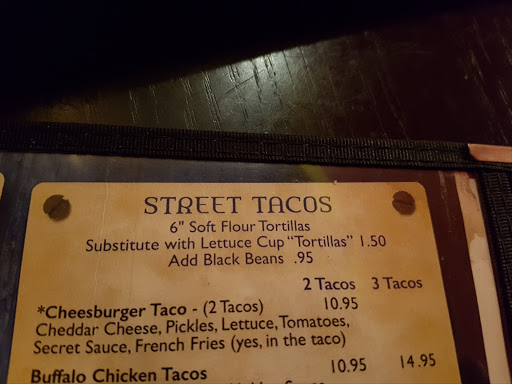 STREET TACOS
6" Soft Flour Tortillas
Substitute with Lettuce Cup "Tortillas" 1.50
Add Black Beans .95
2 Tacos 3 Tacos
*Cheesburger Taco - (2 Tacos) 10.95
Cheddar Cheese, Pickles, Lettuce, Tomatoes,
Secret Sauce, French Fries (yes, in the taco)
Buffalo Chicken Tacos 10.95 14.95